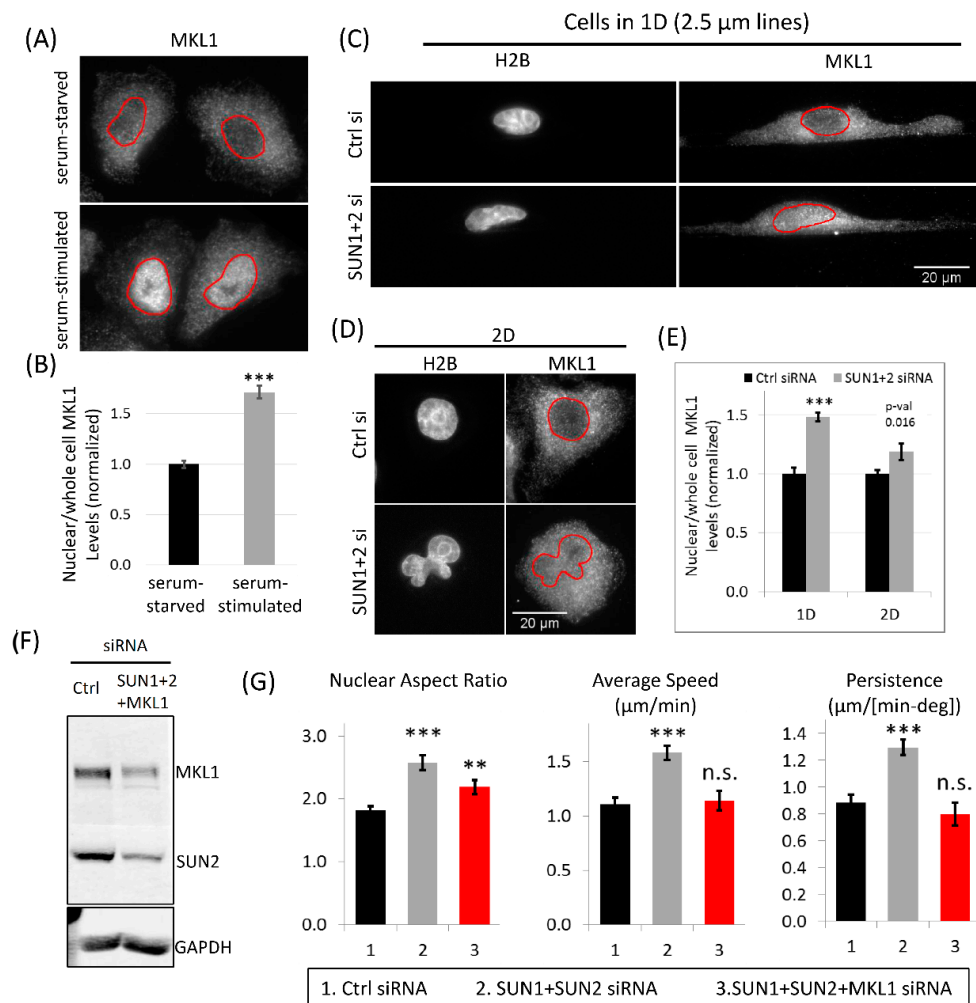 (A)
MKL1
serum-starved
serum-stimulated
(B)
Nuclear/whole cell MKL1
Levels (normalized)
1.5
1.0
0.5
0.0
***
serum-
starved
serum-
stimulated
(C)
Cells in 1D (2.5 µm lines)
H2B
MKL1
Ctrl si
SUN1+2 si
20 µm
(D)
2D
H2B
MKL1
Ctrl si
SUN1+2 si
20 µm
(E)
Ctrl siRNA
SUN1+2 siRNA
Nuclear/whole cell MKL1
levels (normalized)
1.5
1.0
0.5
0.0
***
p-val
0.016
1D
2D
(F)
siRNA
Ctrl
SUN1+2
+MKL1
MKL1
SUN2
GAPDH
(G)
Nuclear Aspect Ratio
3.0
2.0
1.0
0.0
***
**
1
2
3
Average Speed
(µm/min)
1.5
1.0
0.5
0.0
***
n.s.
1
2
3
Persistence
(µm/[min-deg])
1.4
1.2
1.0
0.8
0.6
0.4
0.2
0.0
***
n.s.
1
2
3
1. Ctrl siRNA
2. SUN1+SUN2 siRNA
3.SUN1+SUN2+MKL1 siRNA